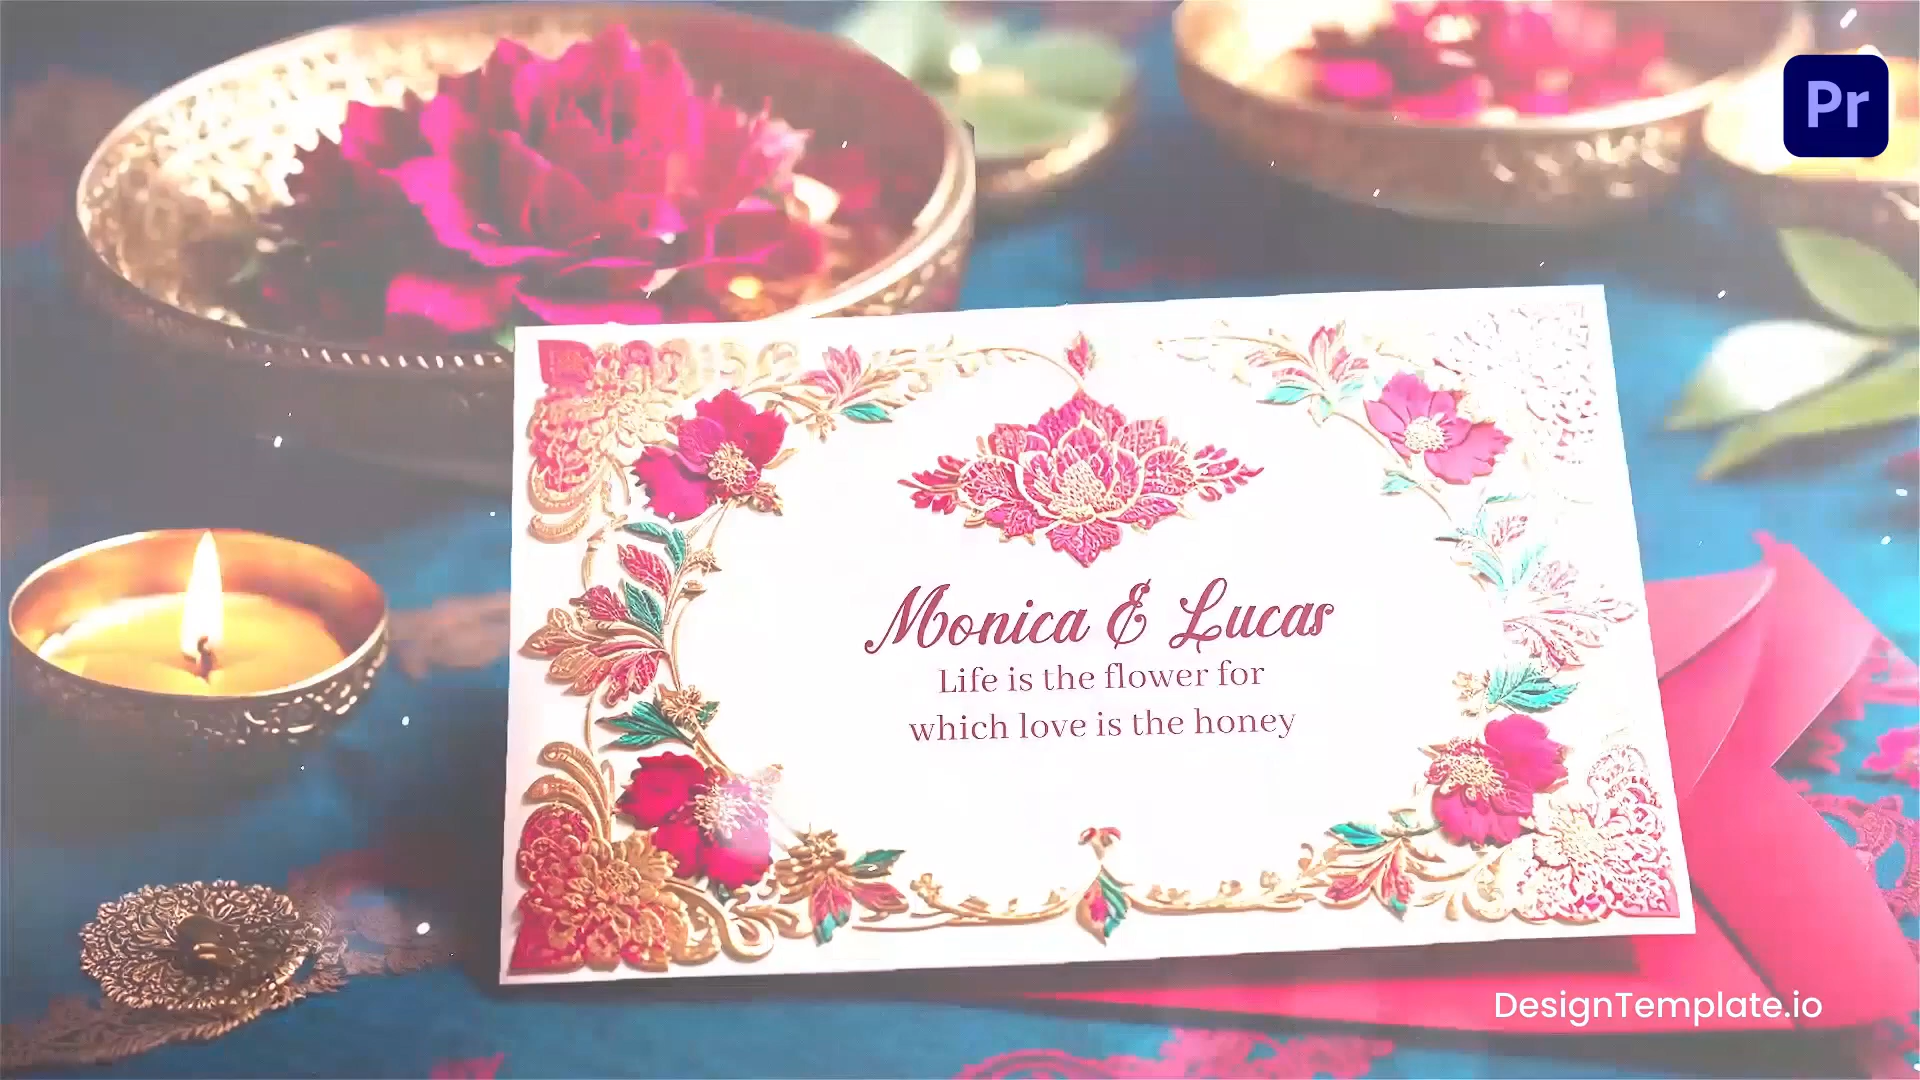 Pr
Monica & Lucas
Life is the flower for
which love is the honey
DesignTemplate.io